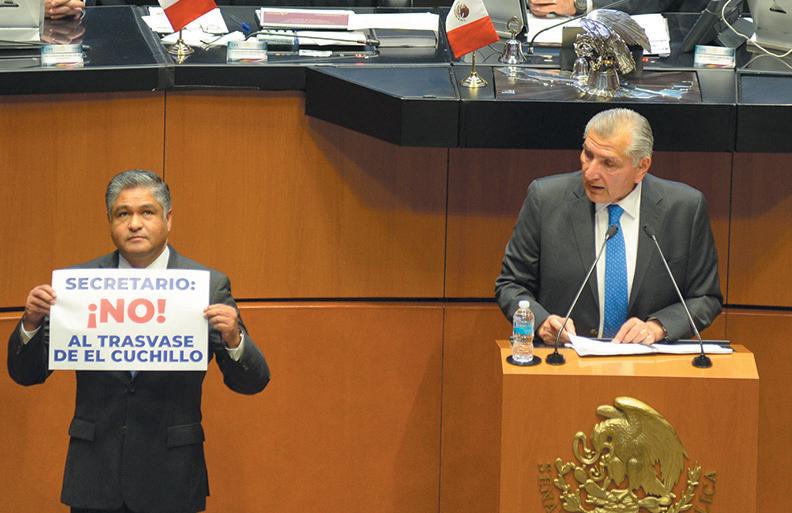 SECRETARIO:
¡NO!
AL TRASVASE
DE EL CUCHILLO